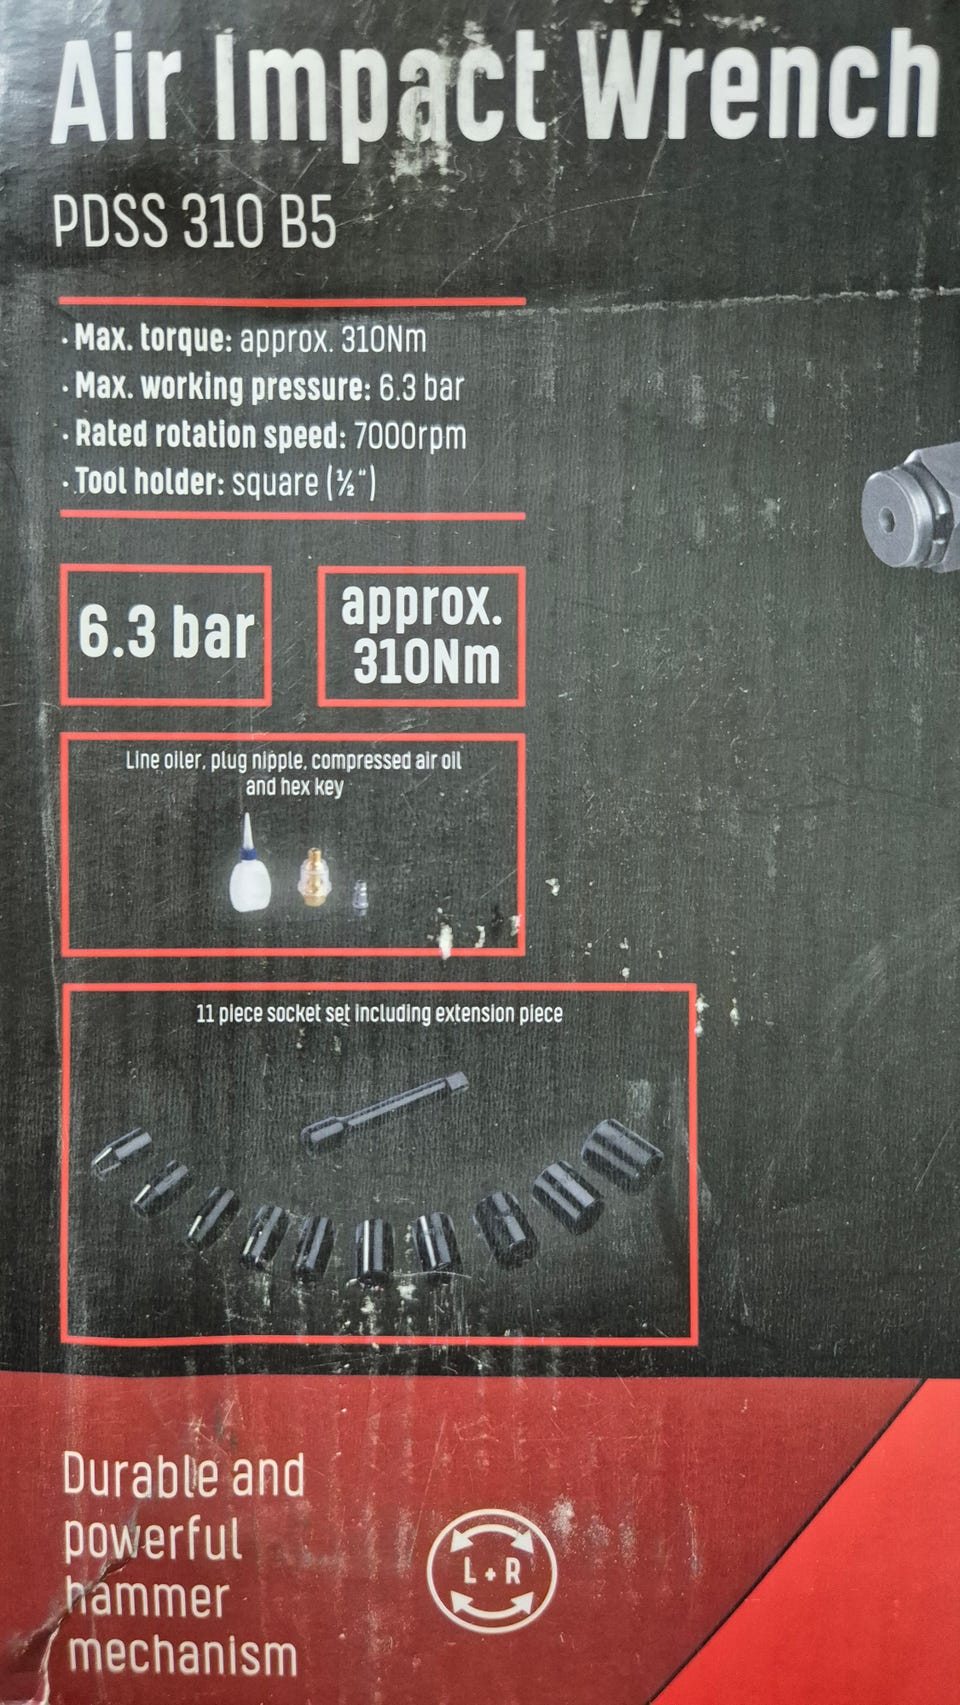 Air Impact Wrench
PDSS 310 B5
· Max. torque: approx. 310Nm
· Max. working pressure: 6.3 bar
· Rated rotation speed: 7000rpm
· Tool holder: square (½")
6.3 bar
approx.
310Nm
Line oiler, plug nipple, compressed air oil
and hex key
11 piece socket set including extension piece
Durable and
powerful
hammer
mechanism
L + R